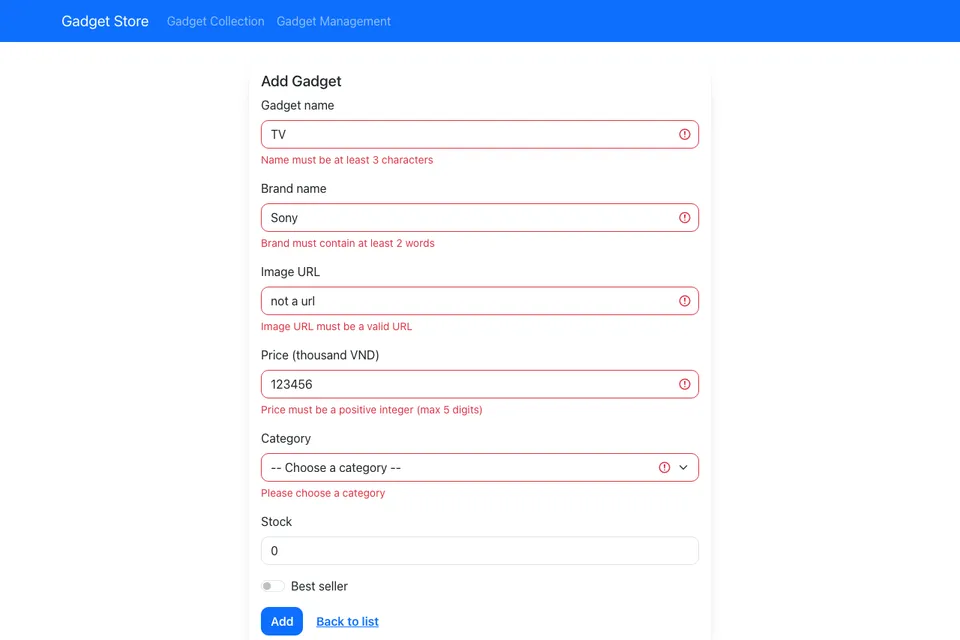 Gadget Store Gadget Collection Gadget Management
Add Gadget
Gadget name
TV
Name must be at least 3 characters
Brand name
Sony
Brand must contain at least 2 words
Image URL
not a url
Image URL must be a valid URL
Price (thousand VND)
123456
Price must be a positive integer (max 5 digits)
Category
-- Choose a category --
Please choose a category
Stock
0
Best seller
Add Back to list